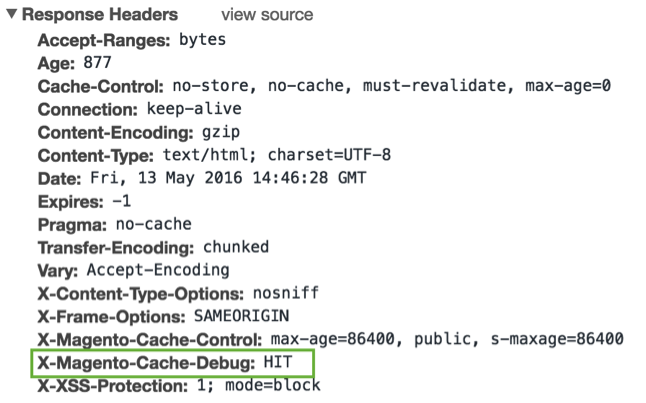 ▼ Response Headers view source
Accept-Ranges: bytes
Age: 877
Cache-Control: no-store, no-cache, must-revalidate, max-age=0
Connection: keep-alive
Content-Encoding: gzip
Content-Type: text/html; charset=UTF-8
Date: Fri, 13 May 2016 14:46:28 GMT
Expires: -1
Pragma: no-cache
Transfer-Encoding: chunked
Vary: Accept-Encoding
X-Content-Type-Options: nosniff
X-Frame-Options: SAMEORIGIN
X-Magento-Cache-Control: max-age=86400, public, s-maxage=86400
X-Magento-Cache-Debug: HIT
X-XSS-Protection: 1; mode=block